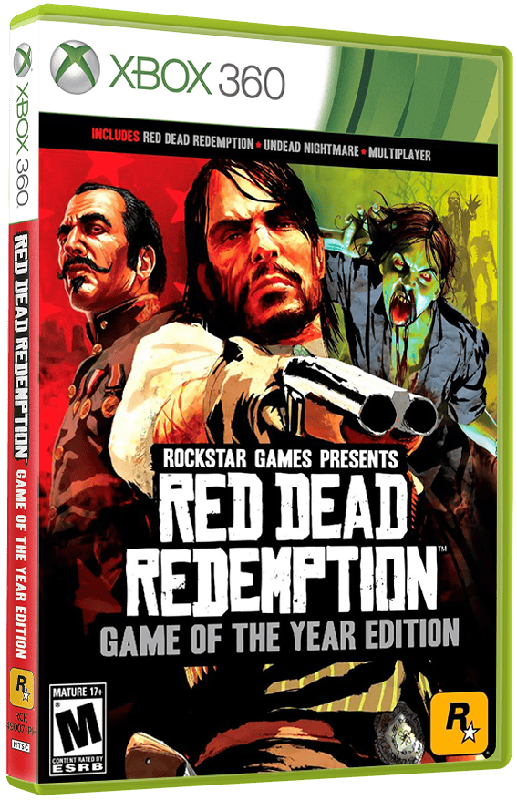 XBOX 360
INCLUDES RED DEAD REDEMPTION ★ UNDEAD NIGHTMARE ★ MULTIPLAYER
ROCKSTAR GAMES PRESENTS
RED DEAD
REDEMPTION™
GAME OF THE YEAR EDITION
MATURE 17+
M
CONTENT RATED BY
ESRB
R★
XBOX 360
RED DEAD REDEMPTION GAME OF THE YEAR EDITION
R★